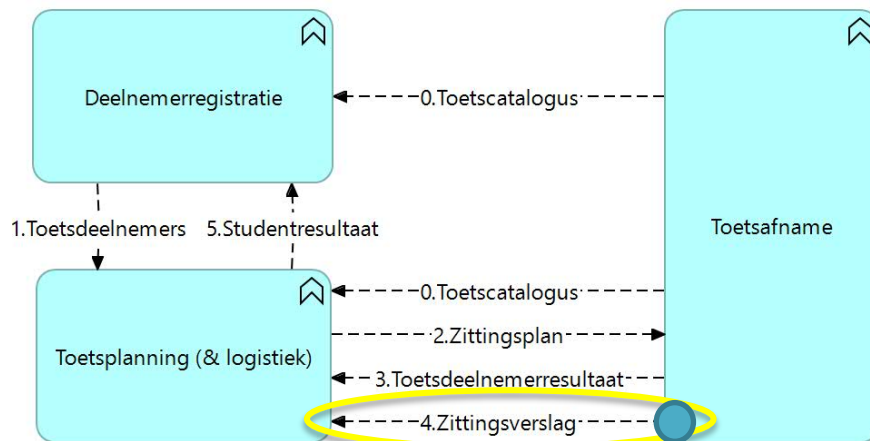 Deelnemerregistratie
0.Toetscatalogus
1.Toetsdeelnemers
5.Studentresultaat
Toetsafname
0.Toetscatalogus
2.Zittingsplan
Toetsplanning (& logistiek)
3.Toetsdeelnemerresultaat
4.Zittingsverslag